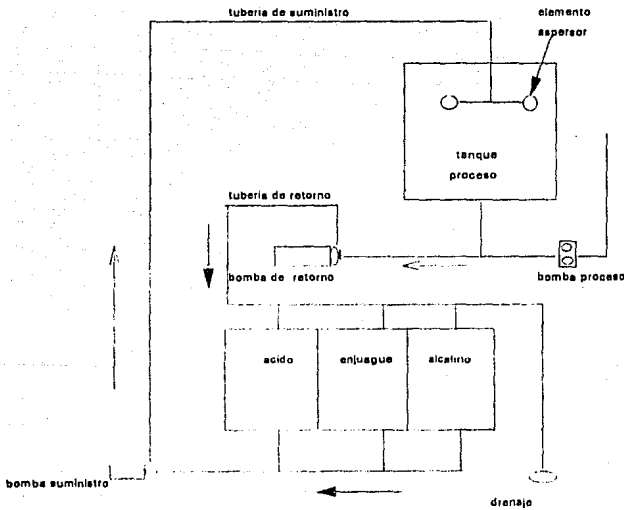 tuberia de suministro
elemento
aspersor
tanque
proceso
tuberia de retorno
bomba de retorno
bomba proceso
acido
enjuague
alcalino
bomba suministro
drenaje